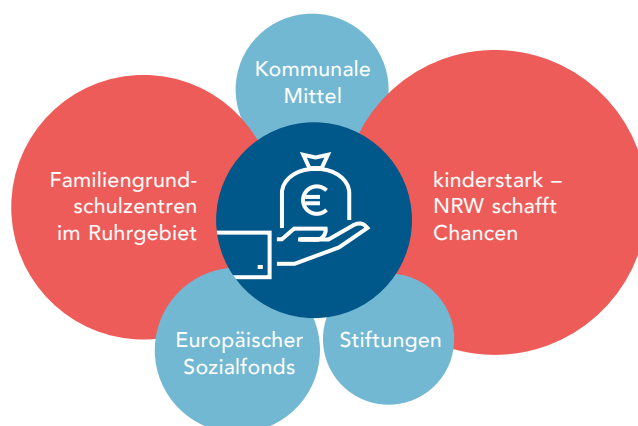 Kommunale
Mittel
Familiengrund-
schulzentren
im Ruhrgebiet
€
kinderstark –
NRW schafft
Chancen
Europäischer
Sozialfonds
Stiftungen